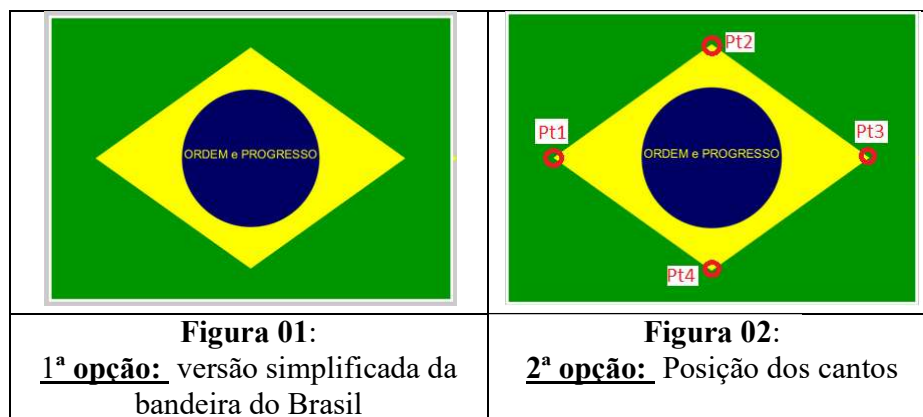 ORDEM e PROGRESSO
Pt2
Pt1
Pt3
ORDEM e PROGRESSO
Pt4
Figura 01:
1ª opção: versão simplificada da
bandeira do Brasil
Figura 02:
2ª opção: Posição dos cantos